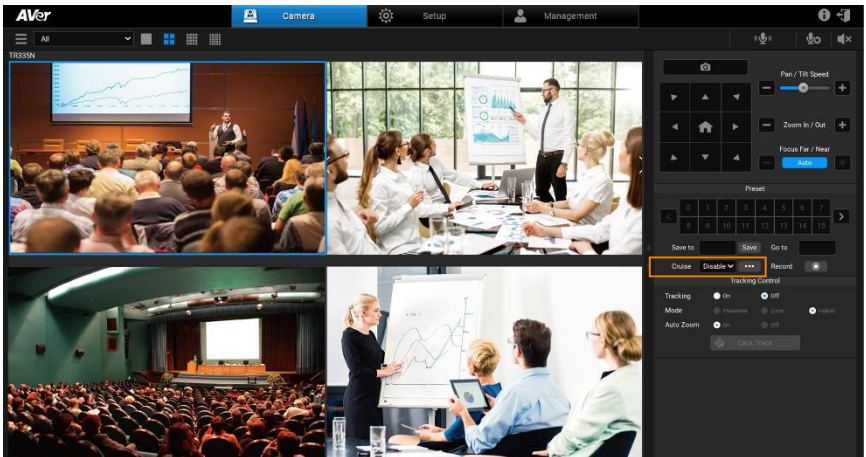 AVer
Camera
Setup
Management
All
TR335N
Pan / Tilt Speed
Zoom In / Out
Focus Far / Near
Auto
Preset
0 1 2 3 4 5 6 7
8 9 10 11 12 13 14 15
Save to Save Go to
Cruise Disable ••• Record
Tracking Control
Tracking On Off
Mode Presenter Zone Hybrid
Auto Zoom On Off
Click Track